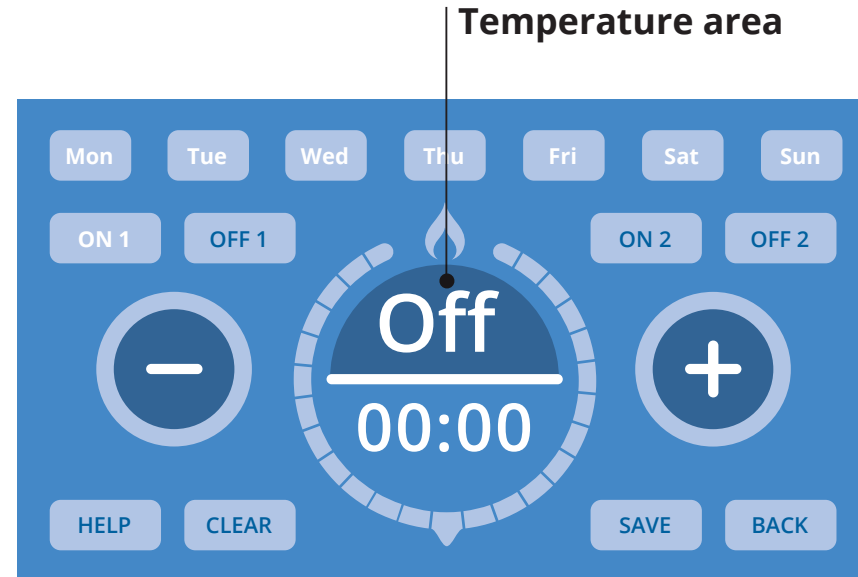 Temperature area
Mon Tue Wed Thu Fri Sat Sun
ON 1 OFF 1 ON 2 OFF 2
Off
00:00
HELP CLEAR SAVE BACK